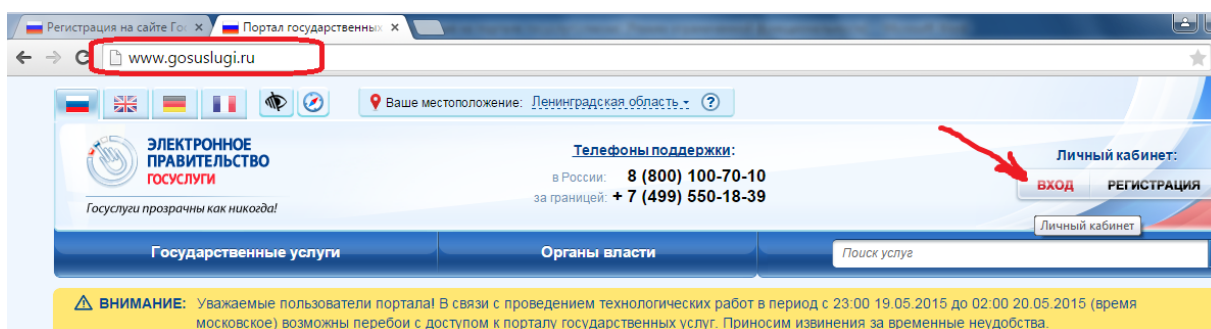 Регистрация на сайте Го
Портал государственных
www.gosuslugi.ru
Ваше местоположение: Ленинградская область ?
ЭЛЕКТРОННОЕ
ПРАВИТЕЛЬСТВО
ГОСУСЛУГИ
Госуслуги прозрачны как никогда!
Телефоны поддержки:
в России: 8 (800) 100-70-10
за границей: + 7 (499) 550-18-39
Личный кабинет:
ВХОД РЕГИСТРАЦИЯ
Личный кабинет
Государственные услуги Органы власти Поиск услуг
ВНИМАНИЕ: Уважаемые пользователи портала! В связи с проведением технологических работ в период с 23:00 19.05.2015 до 02:00 20.05.2015 (время
московское) возможны перебои с доступом к порталу государственных услуг. Приносим извинения за временные неудобства.